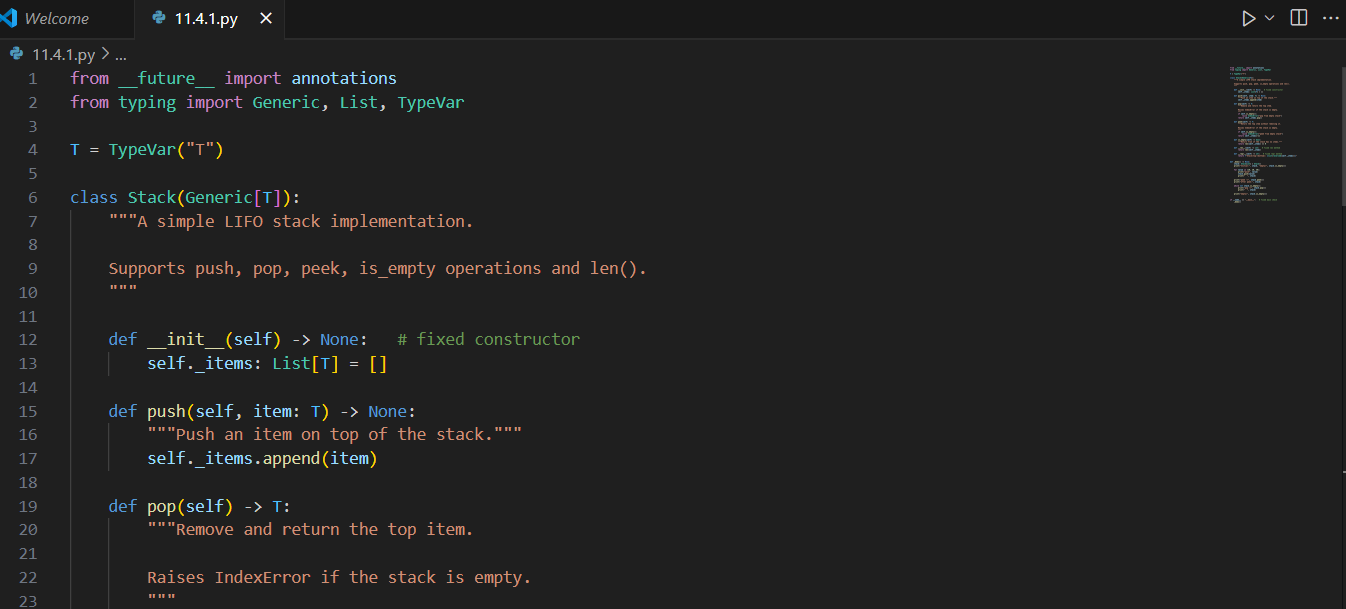 Welcome
11.4.1.py
11.4.1.py > ...
1 from __future__ import annotations
2 from typing import Generic, List, TypeVar
3
4 T = TypeVar("T")
5
6 class Stack(Generic[T]):
7     """A simple LIFO stack implementation.
8
9     Supports push, pop, peek, is_empty operations and len().
10     """
11
12     def __init__(self) -> None:   # fixed constructor
13         self._items: List[T] = []
14
15     def push(self, item: T) -> None:
16         """Push an item on top of the stack."""
17         self._items.append(item)
18
19     def pop(self) -> T:
20         """Remove and return the top item.
21
22         Raises IndexError if the stack is empty.
23         """